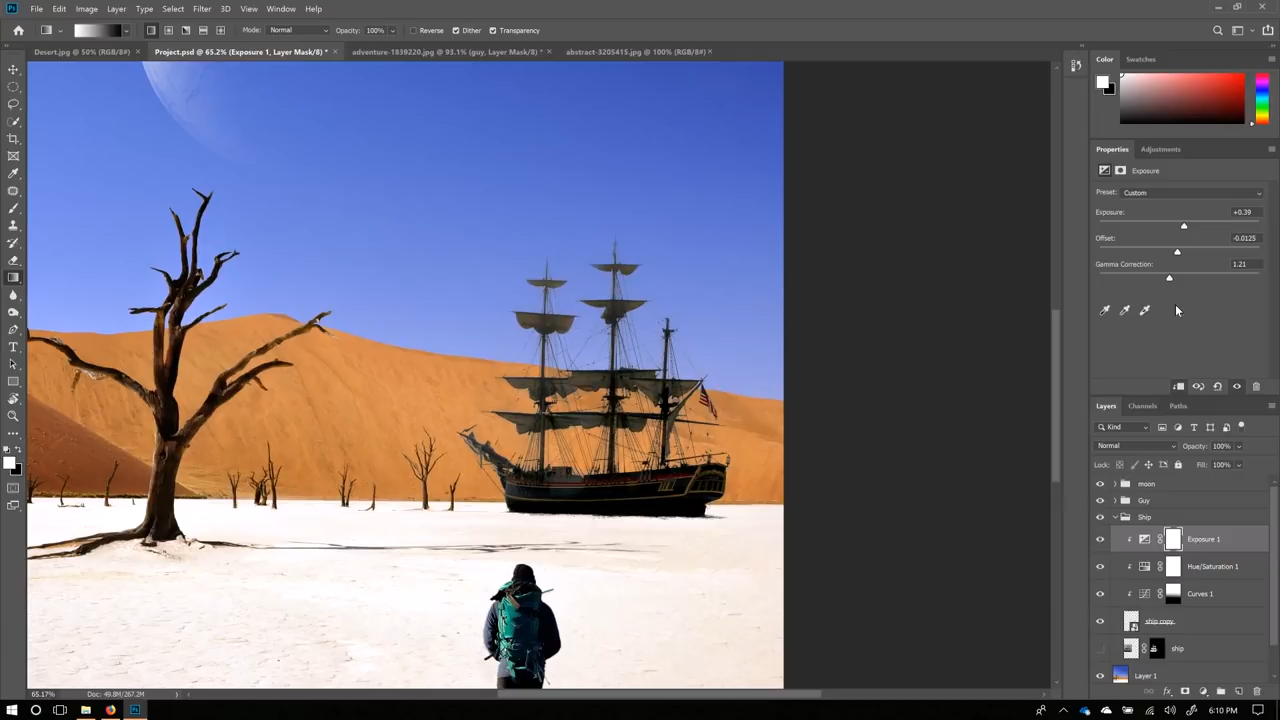 Ps File Edit Image Layer Type Select Filter 3D View Window Help
Mode: Normal Opacity: 100% Reverse Dither Transparency
Desert.jpg @ 50% (RGB/8#) × Project.psd @ 65.2% (Exposure 1, Layer Mask/8) * × adventure-1839220.jpg @ 93.1% (guy, Layer Mask/8) * × abstract-3205415.jpg @ 100% (RGB/8#) ×
Color Swatches
Properties Adjustments
Exposure
Preset: Custom
Exposure: +0.39
Offset: -0.0125
Gamma Correction: 1.21
Layers Channels Paths
Kind
Normal Opacity: 100%
Lock: Fill: 100%
moon
Guy
Ship
Exposure 1
Hue/Saturation 1
Curves 1
ship copy
ship
Layer 1
65.17% Doc: 49.8M/267.2M
Ps 6:10 PM